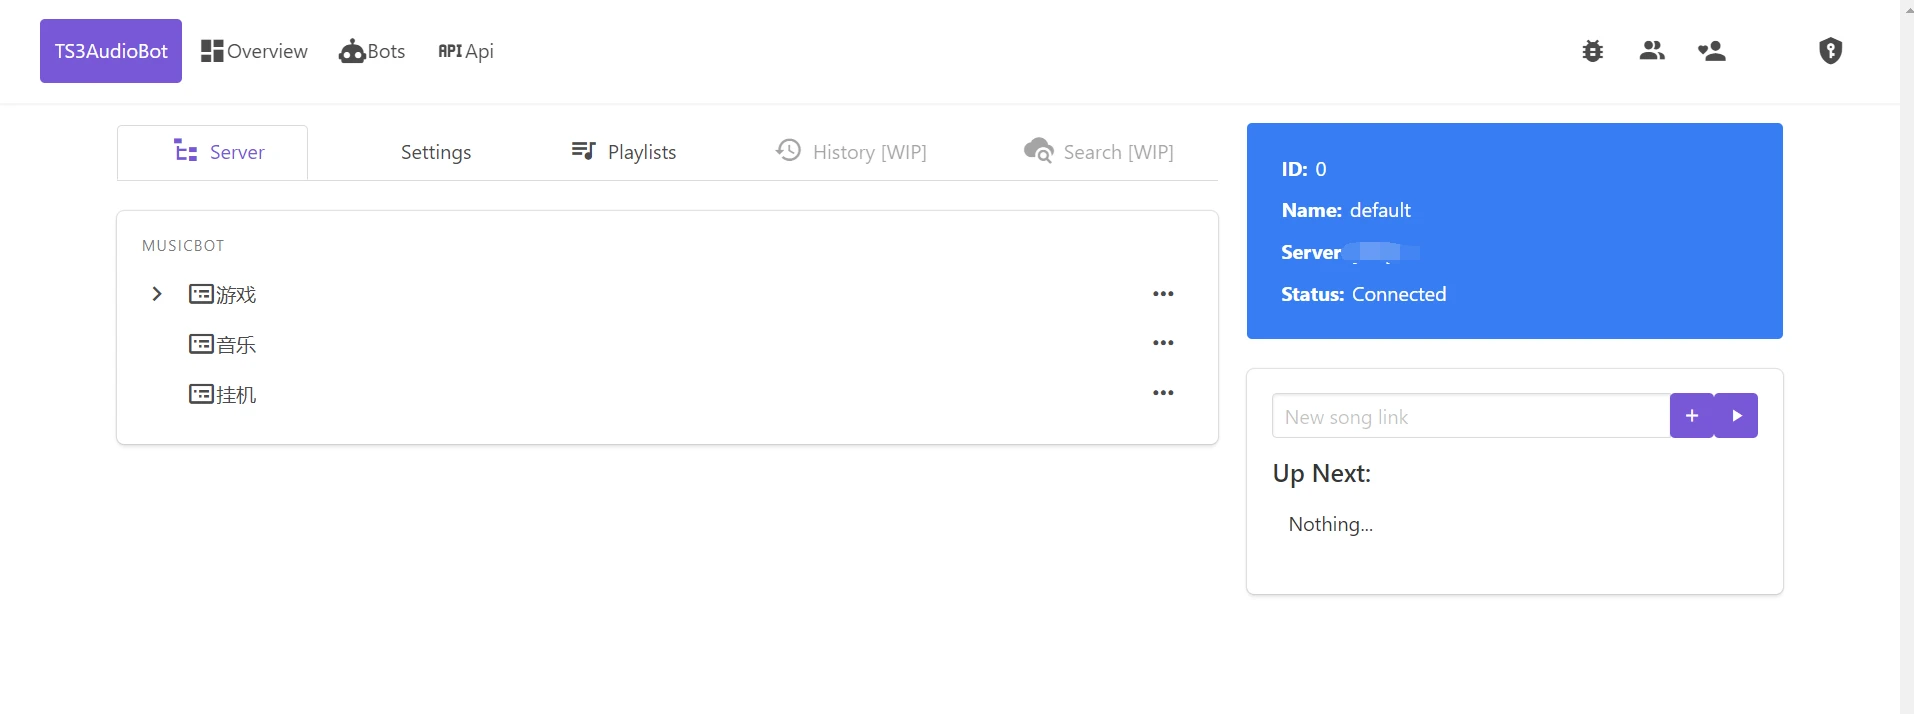 TS3AudioBot Overview Bots API Api
Server Settings Playlists History [WIP] Search [WIP]
MUSICBOT
游戏
音乐
挂机
ID: 0
Name: default
Server
Status: Connected
New song link
Up Next:
Nothing...